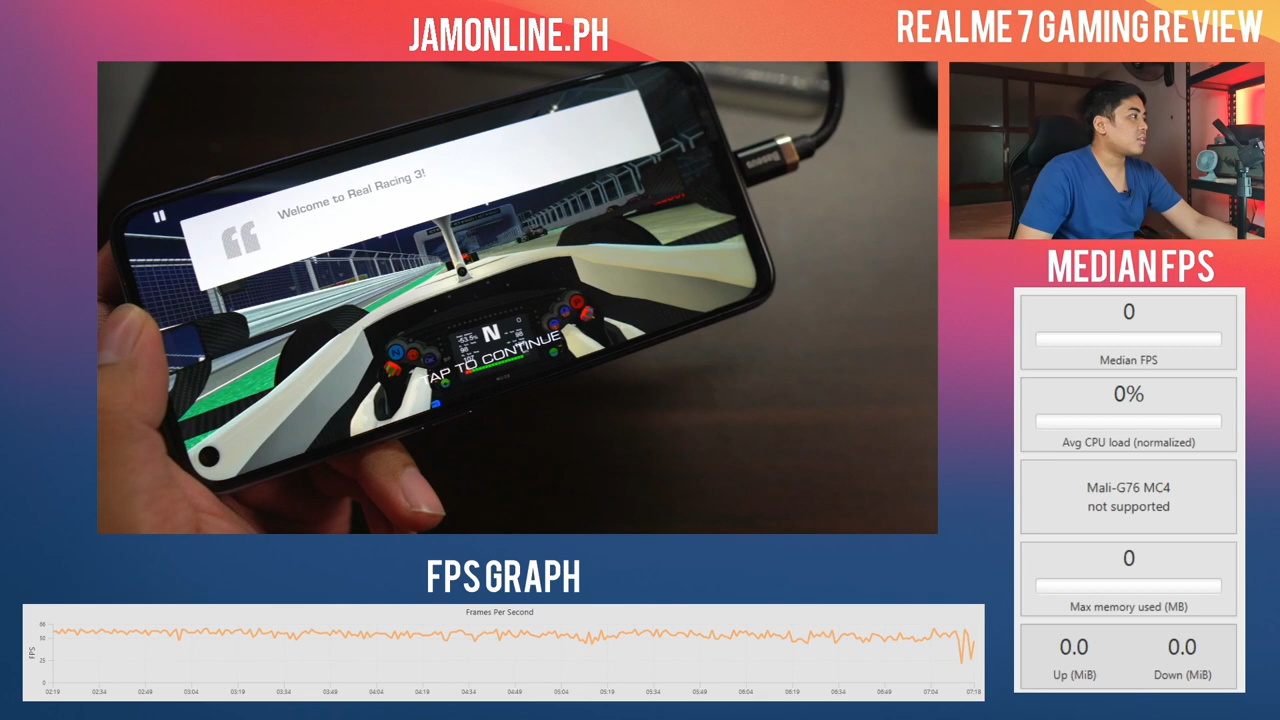 JAMONLINE.PH
REALME 7 GAMING REVIEW
Welcome to Real Racing 3!
Baseus
N
TAP TO CONTINUE
MEDIAN FPS
0
Median FPS
0%
Avg CPU load (normalized)
Mali-G76 MC4
not supported
0
Max memory used (MB)
0.0 0.0
Up (MiB) Down (MiB)
FPS GRAPH
Frames Per Second
FPS
66
50
25
0
02:19 02:34 02:49 03:04 03:19 03:34 03:49 04:04 04:19 04:34 04:49 05:04 05:19 05:34 05:49 06:04 06:19 06:34 06:49 07:04 07:18